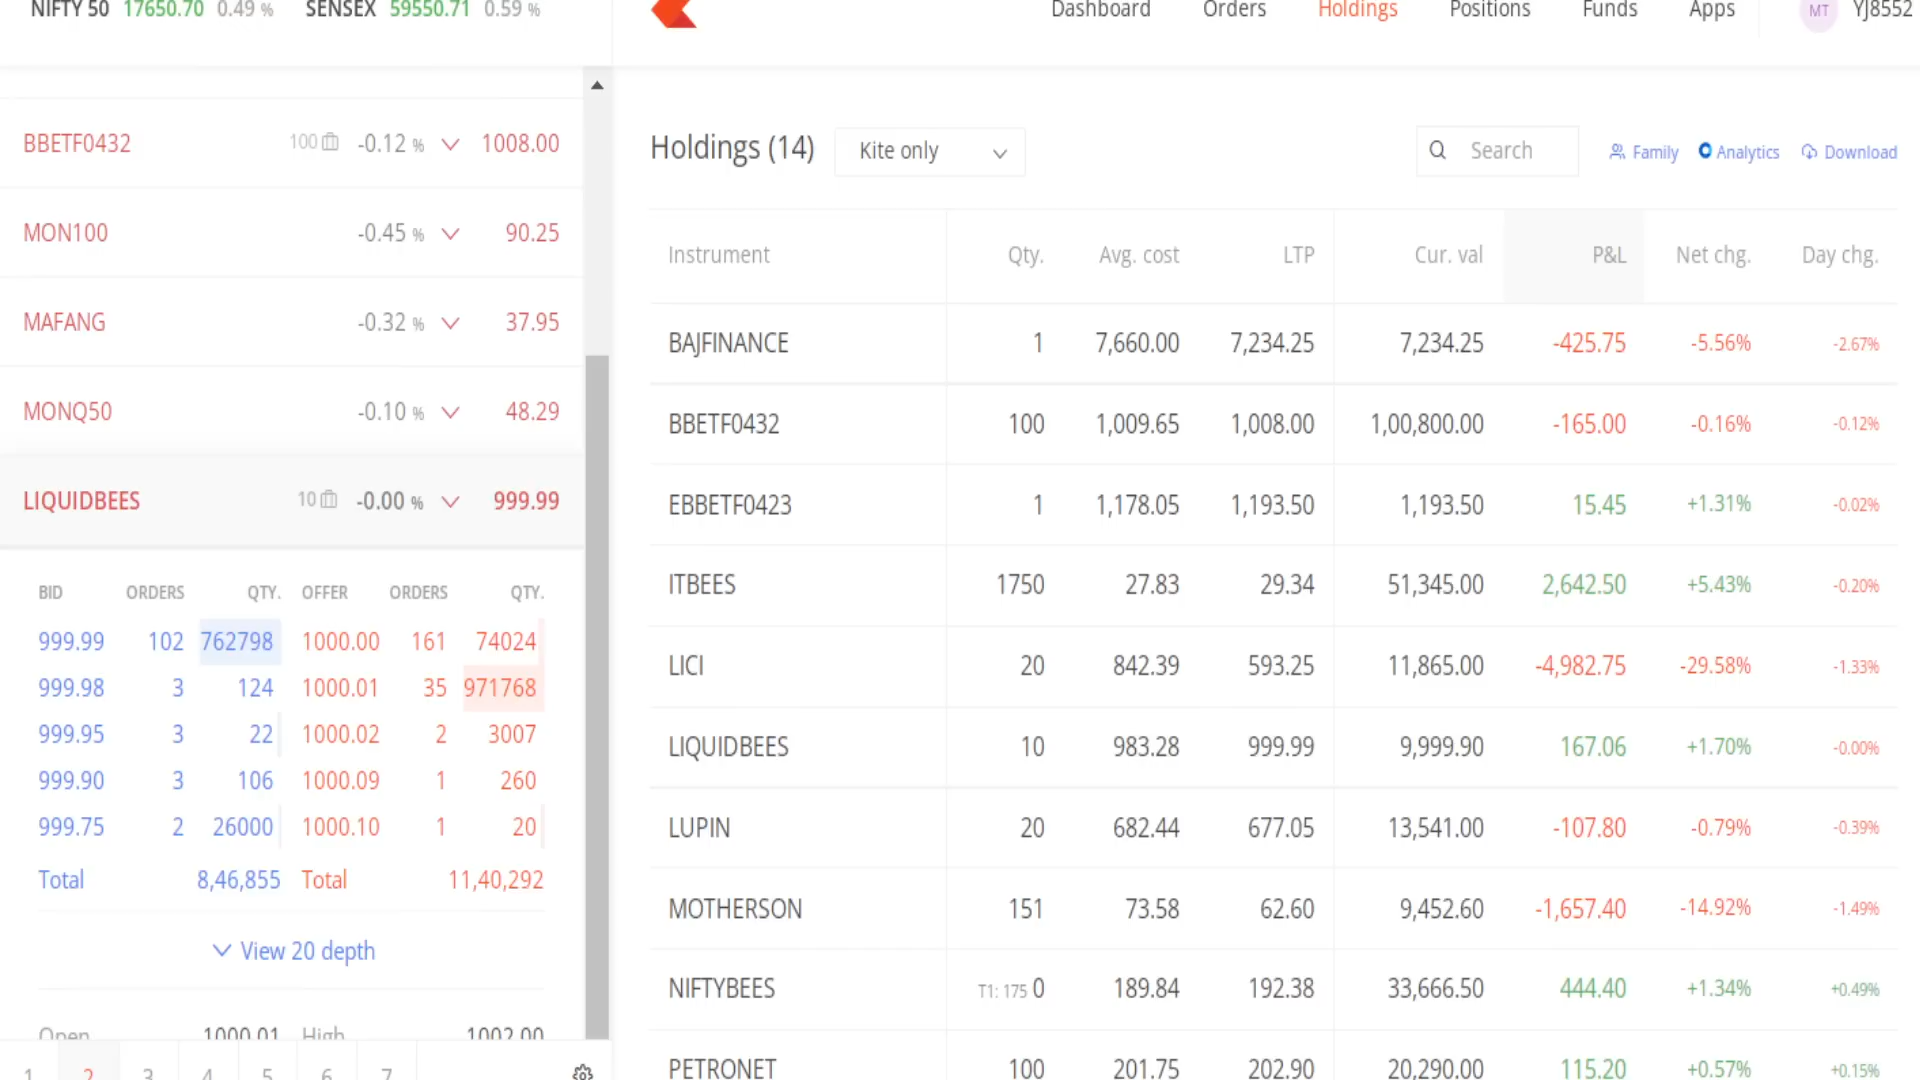 NIFTY 50 17650.70 0.49 % SENSEX 59550.71 0.59 %
Dashboard Orders Holdings Positions Funds Apps MT YJ8552
BBETF0432 100 -0.12 % 1008.00
MON100 -0.45 % 90.25
MAFANG -0.32 % 37.95
MONQ50 -0.10 % 48.29
LIQUIDBEES 10 -0.00 % 999.99
BID ORDERS QTY. OFFER ORDERS QTY.
999.99 102 762798 1000.00 161 74024
999.98 3 124 1000.01 35 971768
999.95 3 22 1000.02 2 3007
999.90 3 106 1000.09 1 260
999.75 2 26000 1000.10 1 20
Total 8,46,855 Total 11,40,292
View 20 depth
Open 1000.01 High 1002.00
1 2 3 4 5 6 7
Holdings (14) Kite only Search Family Analytics Download
Instrument Qty. Avg. cost LTP Cur. val P&L Net chg. Day chg.
BAJFINANCE 1 7,660.00 7,234.25 7,234.25 -425.75 -5.56% -2.67%
BBETF0432 100 1,009.65 1,008.00 1,00,800.00 -165.00 -0.16% -0.12%
EBBETF0423 1 1,178.05 1,193.50 1,193.50 15.45 +1.31% -0.02%
ITBEES 1750 27.83 29.34 51,345.00 2,642.50 +5.43% -0.20%
LICI 20 842.39 593.25 11,865.00 -4,982.75 -29.58% -1.33%
LIQUIDBEES 10 983.28 999.99 9,999.90 167.06 +1.70% -0.00%
LUPIN 20 682.44 677.05 13,541.00 -107.80 -0.79% -0.39%
MOTHERSON 151 73.58 62.60 9,452.60 -1,657.40 -14.92% -1.49%
NIFTYBEES T1: 175 0 189.84 192.38 33,666.50 444.40 +1.34% +0.49%
PETRONET 100 201.75 202.90 20,290.00 115.20 +0.57% +0.15%